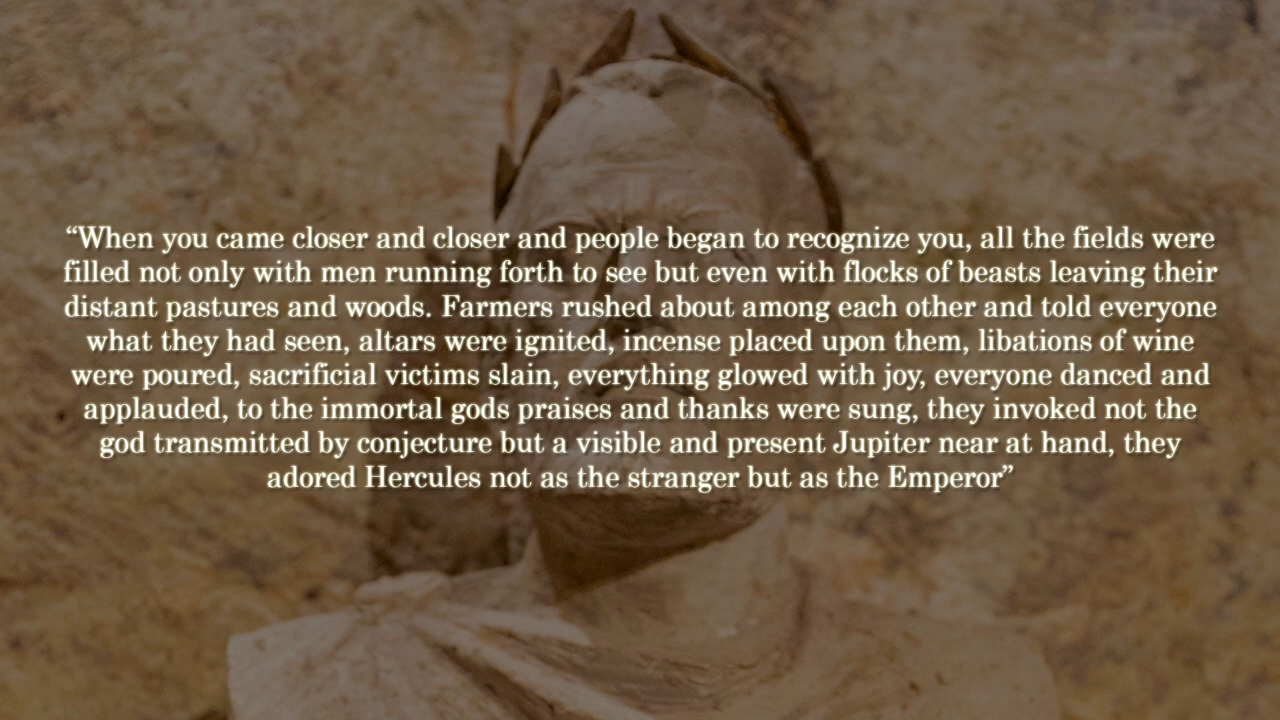 “When you came closer and closer and people began to recognize you, all the fields were
filled not only with men running forth to see but even with flocks of beasts leaving their
distant pastures and woods. Farmers rushed about among each other and told everyone
what they had seen, altars were ignited, incense placed upon them, libations of wine
were poured, sacrificial victims slain, everything glowed with joy, everyone danced and
applauded, to the immortal gods praises and thanks were sung, they invoked not the
god transmitted by conjecture but a visible and present Jupiter near at hand, they
adored Hercules not as the stranger but as the Emperor”